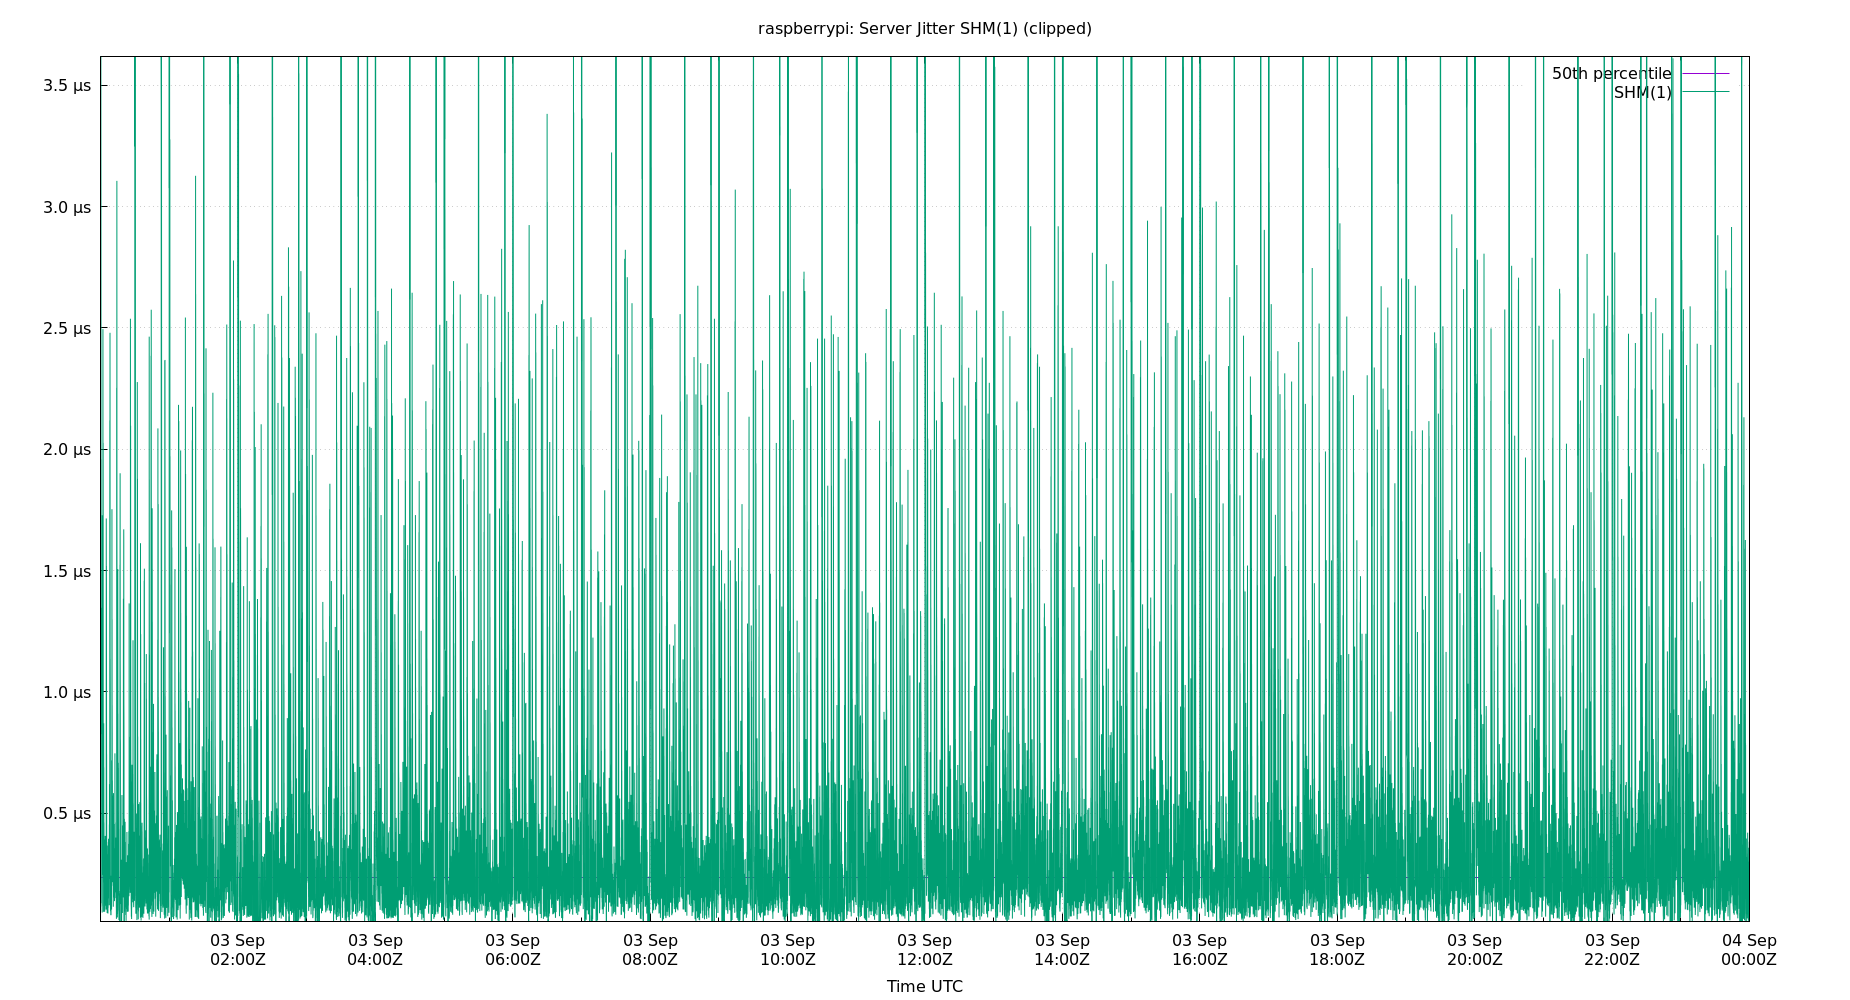 raspberrypi: Server Jitter SHM(1) (clipped)
50th percentile
SHM(1)
3.5 µs
3.0 µs
2.5 µs
2.0 µs
1.5 µs
1.0 µs
0.5 µs
03 Sep 03 Sep 03 Sep 03 Sep 03 Sep 03 Sep 03 Sep 03 Sep 03 Sep 03 Sep 03 Sep 04 Sep
02:00Z 04:00Z 06:00Z 08:00Z 10:00Z 12:00Z 14:00Z 16:00Z 18:00Z 20:00Z 22:00Z 00:00Z
Time UTC